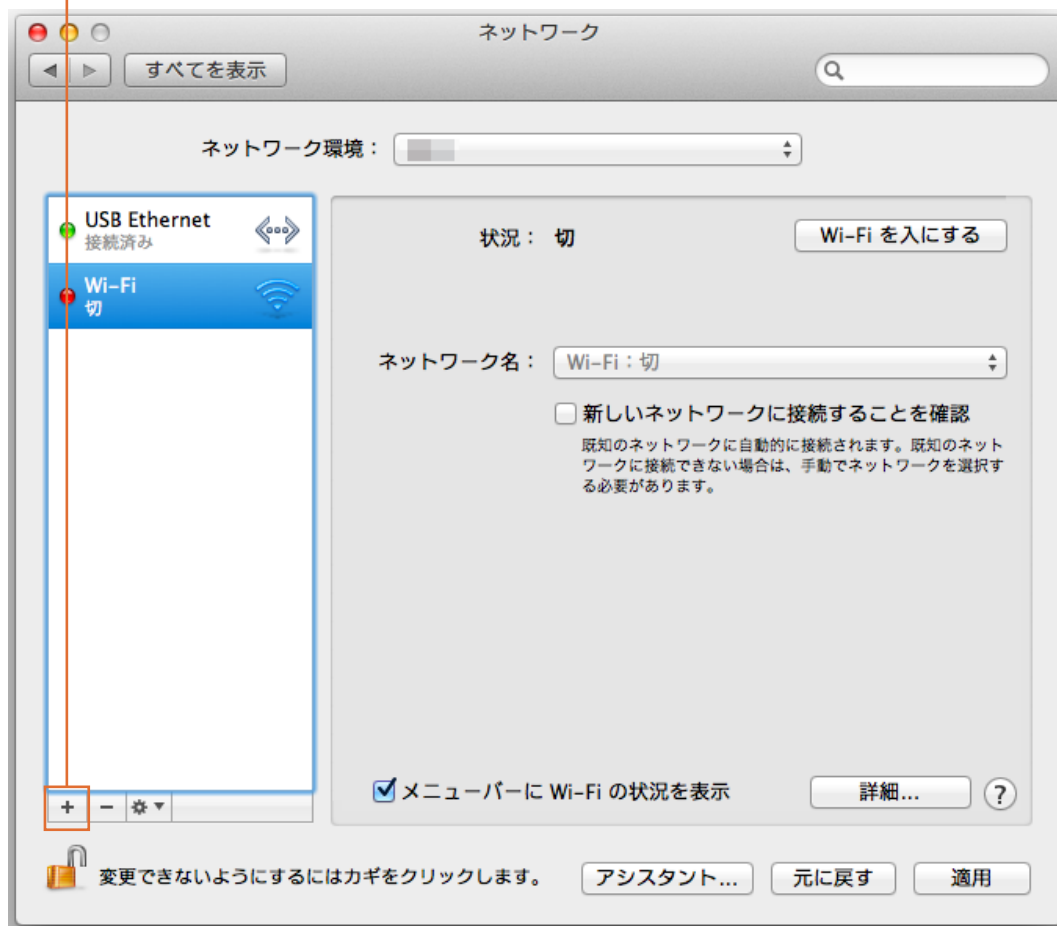 ネットワーク
すべてを表示
ネットワーク環境：
USB Ethernet
接続済み
Wi-Fi
切
状況： 切
Wi-Fi を入にする
ネットワーク名： Wi-Fi：切
新しいネットワークに接続することを確認
既知のネットワークに自動的に接続されます。既知のネット
ワークに接続できない場合は、手動でネットワークを選択す
る必要があります。
メニューバーに Wi-Fi の状況を表示
詳細...
?
+ −
変更できないようにするにはカギをクリックします。
アシスタント...
元に戻す
適用